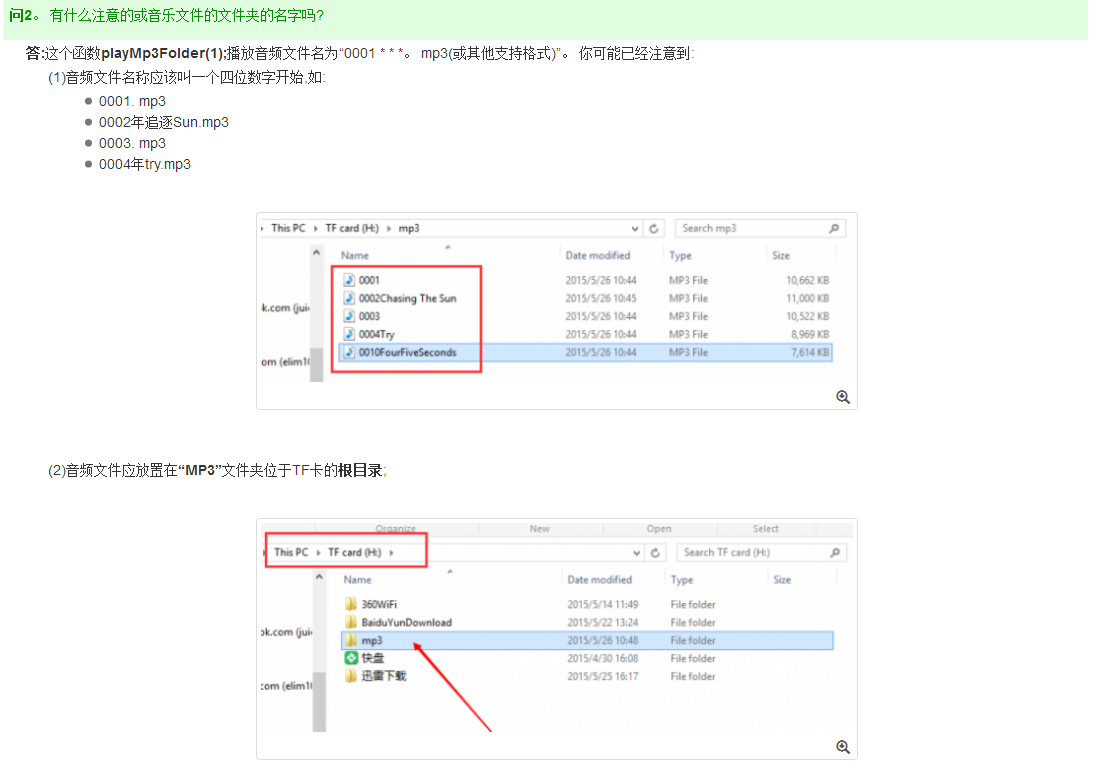 问2。 有什么注意的或音乐文件的文件夹的名字吗?
答:这个函数playMp3Folder(1);播放音频文件名为“0001 * * *。 mp3(或其他支持格式)”。 你可能已经注意到:
(1)音频文件名称应该叫一个四位数字开始,如:
0001. mp3
0002年追逐Sun.mp3
0003. mp3
0004年try.mp3
This PC › TF card (H:) › mp3 Search mp3
Name Date modified Type Size
0001 2015/5/26 10:44 MP3 File 10,662 KB
0002Chasing The Sun 2015/5/26 10:45 MP3 File 11,000 KB
k.com (jui
0003 2015/5/26 10:44 MP3 File 10,522 KB
0004Try 2015/5/26 10:44 MP3 File 8,969 KB
0010FourFiveSeconds 2015/5/26 10:44 MP3 File 7,614 KB
om (elim10
(2)音频文件应放置在“MP3”文件夹位于TF卡的根目录;
Organize New Open Select
This PC › TF card (H:) › Search TF card (H:)
Name Date modified Type Size
360WiFi 2015/5/14 11:49 File folder
BaiduYunDownload 2015/5/22 13:24 File folder
ok.com (jui
mp3 2015/5/26 10:48 File folder
快盘 2015/4/30 16:08 File folder
迅雷下载 2015/5/25 16:17 File folder
.com (elim10